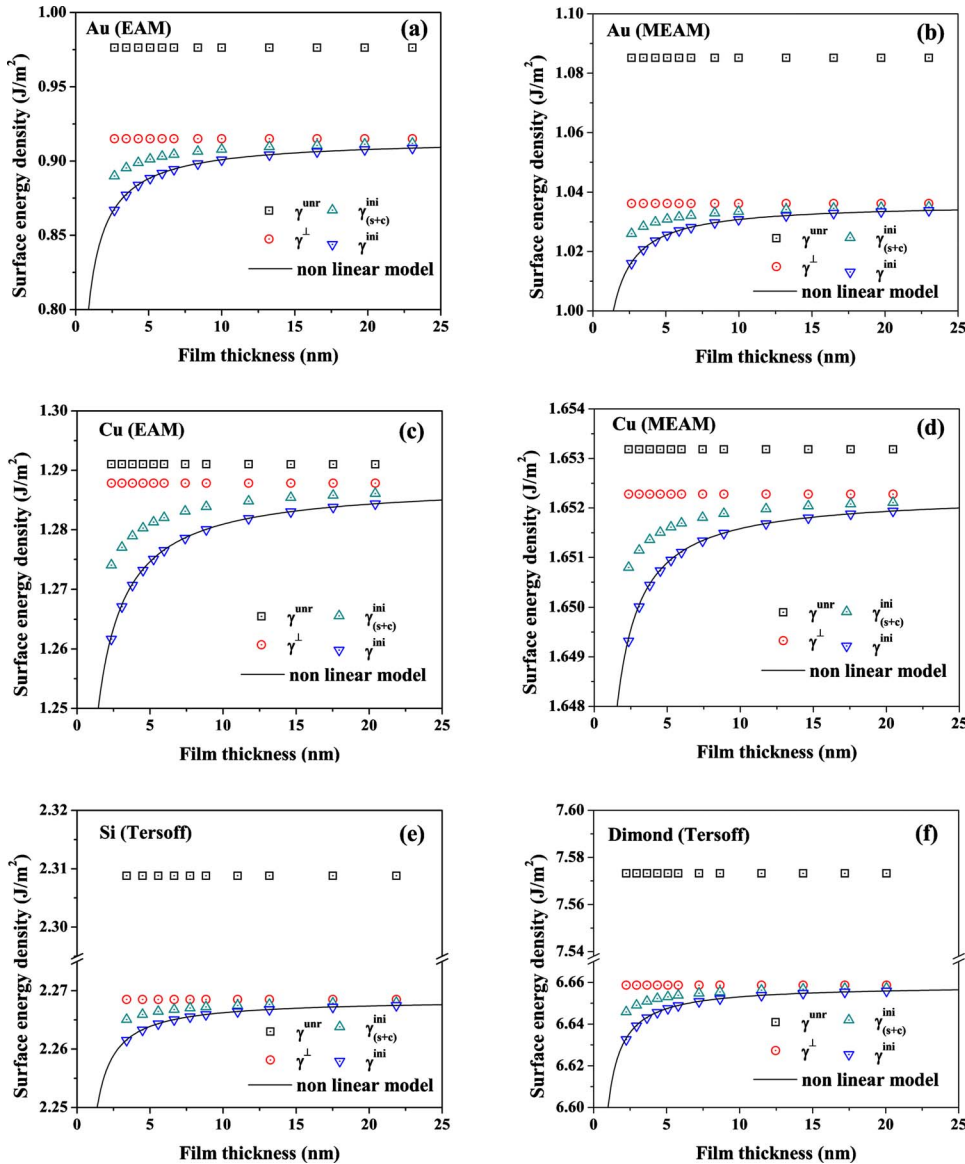 Au (EAM)
(a)
Surface energy density (J/m²)
1.00
0.95
0.90
0.85
0.80
γ^unr
γ^ini_(s+c)
γ^⊥
γ^ini
non linear model
0 5 10 15 20 25
Film thickness (nm)
Au (MEAM)
(b)
Surface energy density (J/m²)
1.10
1.08
1.06
1.04
1.02
1.00
γ^unr
γ^ini_(s+c)
γ^⊥
γ^ini
non linear model
0 5 10 15 20 25
Film thickness (nm)
Cu (EAM)
(c)
Surface energy density (J/m²)
1.30
1.29
1.28
1.27
1.26
1.25
γ^unr
γ^ini_(s+c)
γ^⊥
γ^ini
non linear model
0 5 10 15 20 25
Film thickness (nm)
Cu (MEAM)
(d)
Surface energy density (J/m²)
1.654
1.653
1.652
1.651
1.650
1.649
1.648
γ^unr
γ^ini_(s+c)
γ^⊥
γ^ini
non linear model
0 5 10 15 20 25
Film thickness (nm)
Si (Tersoff)
(e)
Surface energy density (J/m²)
2.32
2.31
2.30
2.27
2.26
2.25
γ^unr
γ^ini_(s+c)
γ^⊥
γ^ini
non linear model
0 5 10 15 20 25
Film thickness (nm)
Dimond (Tersoff)
(f)
Surface energy density (J/m²)
7.60
7.58
7.56
7.54
6.66
6.64
6.62
6.60
γ^unr
γ^ini_(s+c)
γ^⊥
γ^ini
non linear model
0 5 10 15 20 25
Film thickness (nm)